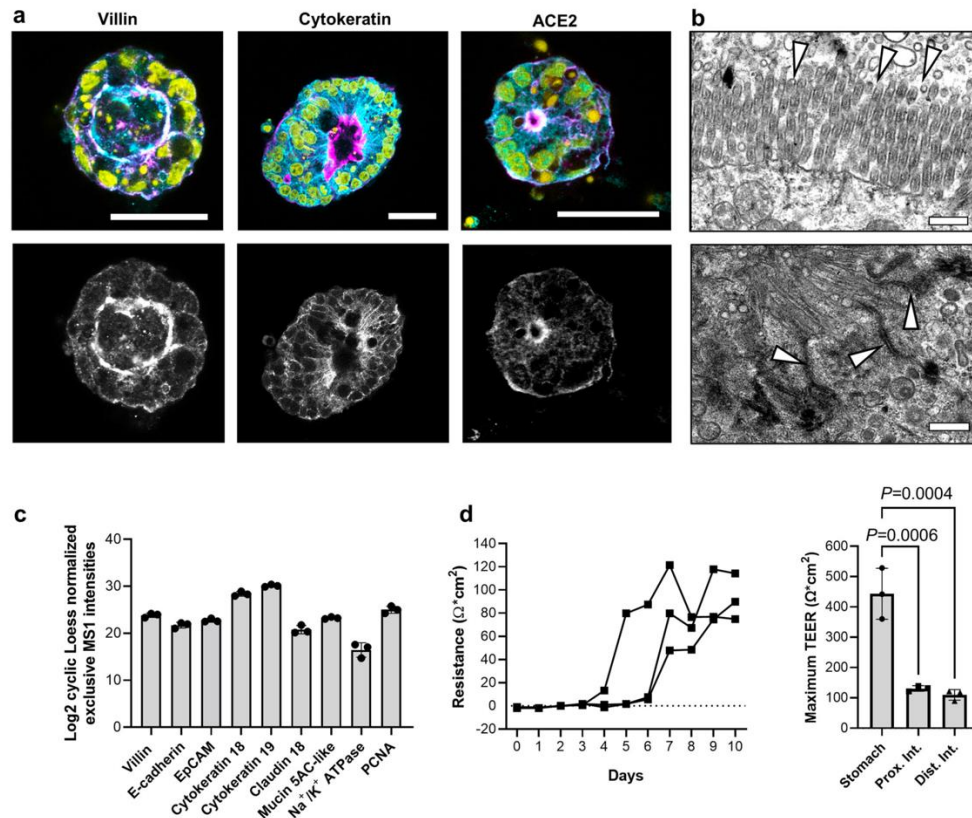 a
Villin
Cytokeratin
ACE2
b
c
Log2 cyclic Loess normalized
exclusive MS1 intensities
40
30
20
10
0
Villin
E-cadherin
EpCAM
Cytokeratin 18
Cytokeratin 19
Claudin 18
Mucin 5AC-like
Na⁺/K⁺ ATPase
PCNA
d
Resistance (Ω*cm²)
140
120
100
80
60
40
20
0
-20
0 1 2 3 4 5 6 7 8 9 10
Days
P=0.0004
P=0.0006
Maximum TEER (Ω*cm²)
600
500
400
300
200
100
0
Stomach
Prox. Int.
Dist. Int.